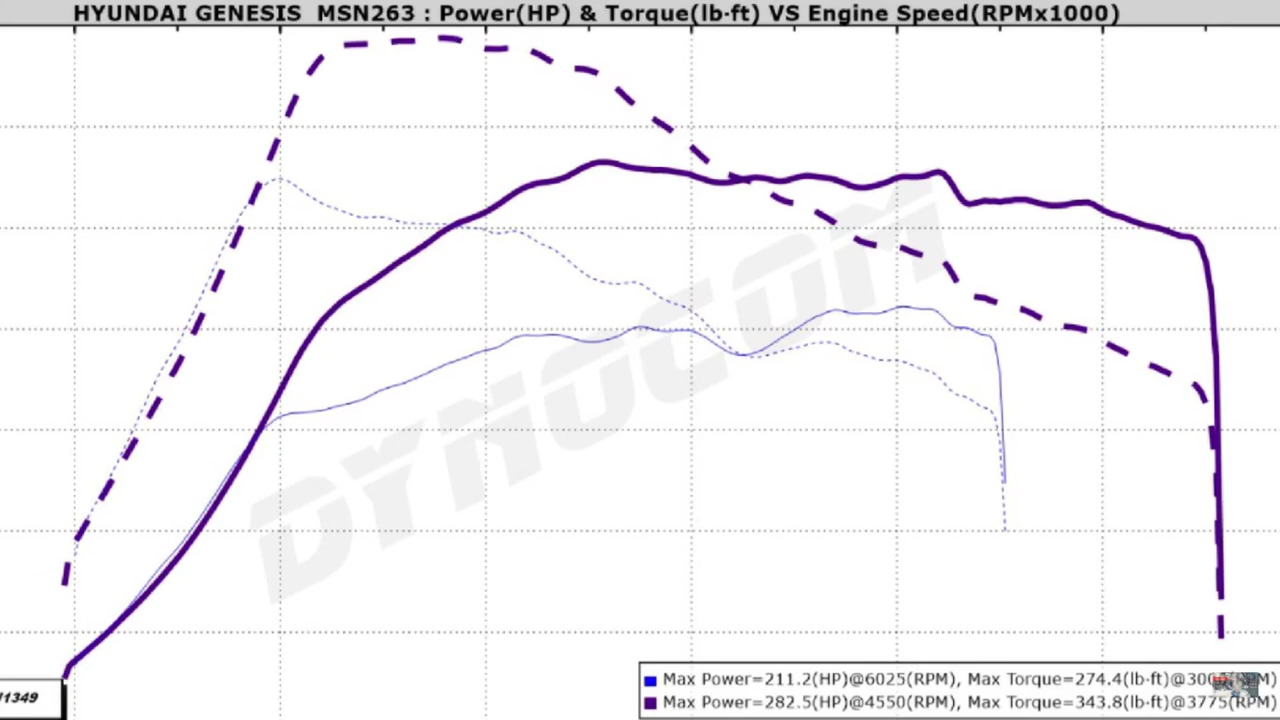 HYUNDAI GENESIS MSN263 : Power(HP) & Torque(lb-ft) VS Engine Speed(RPMx1000)
DYNOCOM
Max Power=211.2(HP)@6025(RPM), Max Torque=274.4(lb-ft)@
Max Power=282.5(HP)@4550(RPM), Max Torque=343.8(lb-ft)@3775(RPM)